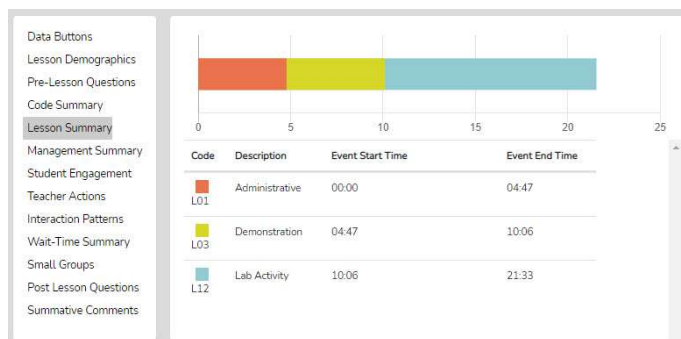 Data Buttons
Lesson Demographics
Pre-Lesson Questions
Code Summary
Lesson Summary
Management Summary
Student Engagement
Teacher Actions
Interaction Patterns
Wait-Time Summary
Small Groups
Post Lesson Questions
Summative Comments
0 5 10 15 20 25
Code Description Event Start Time Event End Time
L01 Administrative 00:00 04:47
L03 Demonstration 04:47 10:06
L12 Lab Activity 10:06 21:33